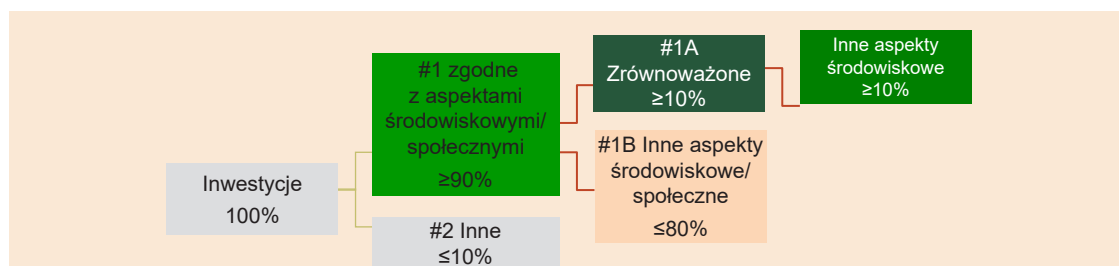 Inwestycje
100%
#1 zgodne
z aspektami
środowiskowymi/
społecznymi
≥90%
#2 Inne
≤10%
#1A
Zrównoważone
≥10%
#1B Inne aspekty
środowiskowe/
społeczne
≤80%
Inne aspekty
środowiskowe
≥10%